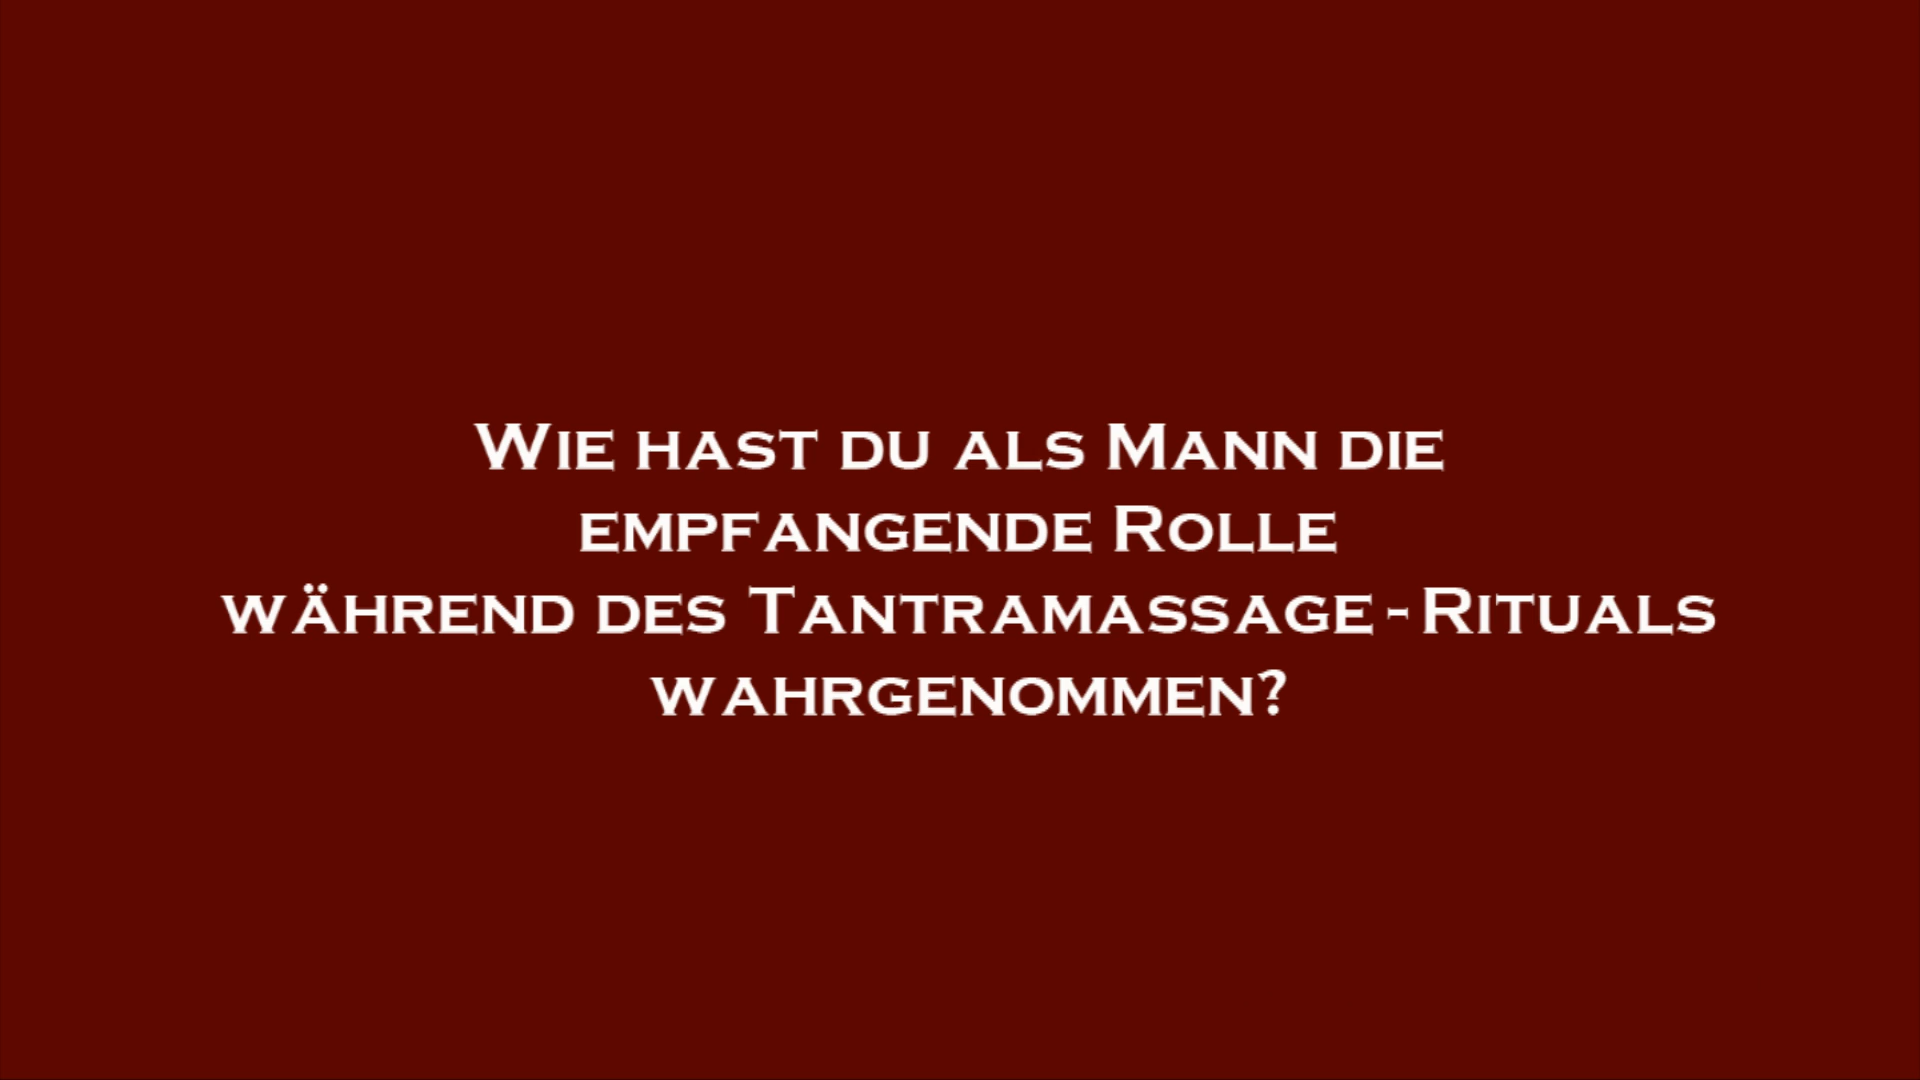 Wie hast du als Mann die
empfangende Rolle
während des Tantramassage-Rituals
wahrgenommen?